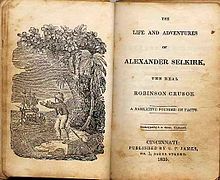 THE
LIFE AND ADVENTURES
OF
ALEXANDER SELKIRK,
THE REAL
ROBINSON CRUSOE.
A NARRATIVE FOUNDED ON FACTS.
CINCINNATI:
PUBLISHED BY U. P. JAMES,
1835.